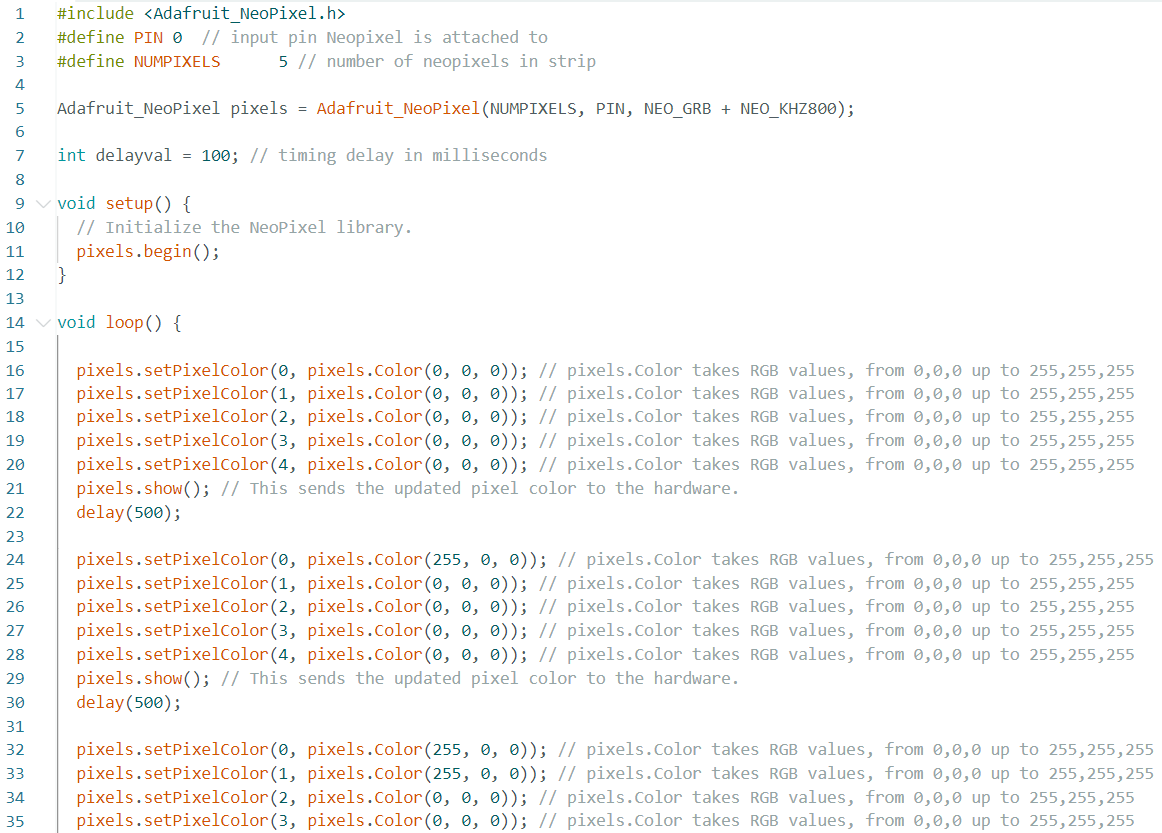 1 #include <Adafruit_NeoPixel.h>
2 #define PIN 0  // input pin Neopixel is attached to
3 #define NUMPIXELS      5 // number of neopixels in strip
4
5 Adafruit_NeoPixel pixels = Adafruit_NeoPixel(NUMPIXELS, PIN, NEO_GRB + NEO_KHZ800);
6
7 int delayval = 100; // timing delay in milliseconds
8
9 void setup() {
10   // Initialize the NeoPixel library.
11   pixels.begin();
12 }
13
14 void loop() {
15
16   pixels.setPixelColor(0, pixels.Color(0, 0, 0)); // pixels.Color takes RGB values, from 0,0,0 up to 255,255,255
17   pixels.setPixelColor(1, pixels.Color(0, 0, 0)); // pixels.Color takes RGB values, from 0,0,0 up to 255,255,255
18   pixels.setPixelColor(2, pixels.Color(0, 0, 0)); // pixels.Color takes RGB values, from 0,0,0 up to 255,255,255
19   pixels.setPixelColor(3, pixels.Color(0, 0, 0)); // pixels.Color takes RGB values, from 0,0,0 up to 255,255,255
20   pixels.setPixelColor(4, pixels.Color(0, 0, 0)); // pixels.Color takes RGB values, from 0,0,0 up to 255,255,255
21   pixels.show(); // This sends the updated pixel color to the hardware.
22   delay(500);
23
24   pixels.setPixelColor(0, pixels.Color(255, 0, 0)); // pixels.Color takes RGB values, from 0,0,0 up to 255,255,255
25   pixels.setPixelColor(1, pixels.Color(0, 0, 0)); // pixels.Color takes RGB values, from 0,0,0 up to 255,255,255
26   pixels.setPixelColor(2, pixels.Color(0, 0, 0)); // pixels.Color takes RGB values, from 0,0,0 up to 255,255,255
27   pixels.setPixelColor(3, pixels.Color(0, 0, 0)); // pixels.Color takes RGB values, from 0,0,0 up to 255,255,255
28   pixels.setPixelColor(4, pixels.Color(0, 0, 0)); // pixels.Color takes RGB values, from 0,0,0 up to 255,255,255
29   pixels.show(); // This sends the updated pixel color to the hardware.
30   delay(500);
31
32   pixels.setPixelColor(0, pixels.Color(255, 0, 0)); // pixels.Color takes RGB values, from 0,0,0 up to 255,255,255
33   pixels.setPixelColor(1, pixels.Color(255, 0, 0)); // pixels.Color takes RGB values, from 0,0,0 up to 255,255,255
34   pixels.setPixelColor(2, pixels.Color(0, 0, 0)); // pixels.Color takes RGB values, from 0,0,0 up to 255,255,255
35   pixels.setPixelColor(3, pixels.Color(0, 0, 0)); // pixels.Color takes RGB values, from 0,0,0 up to 255,255,255